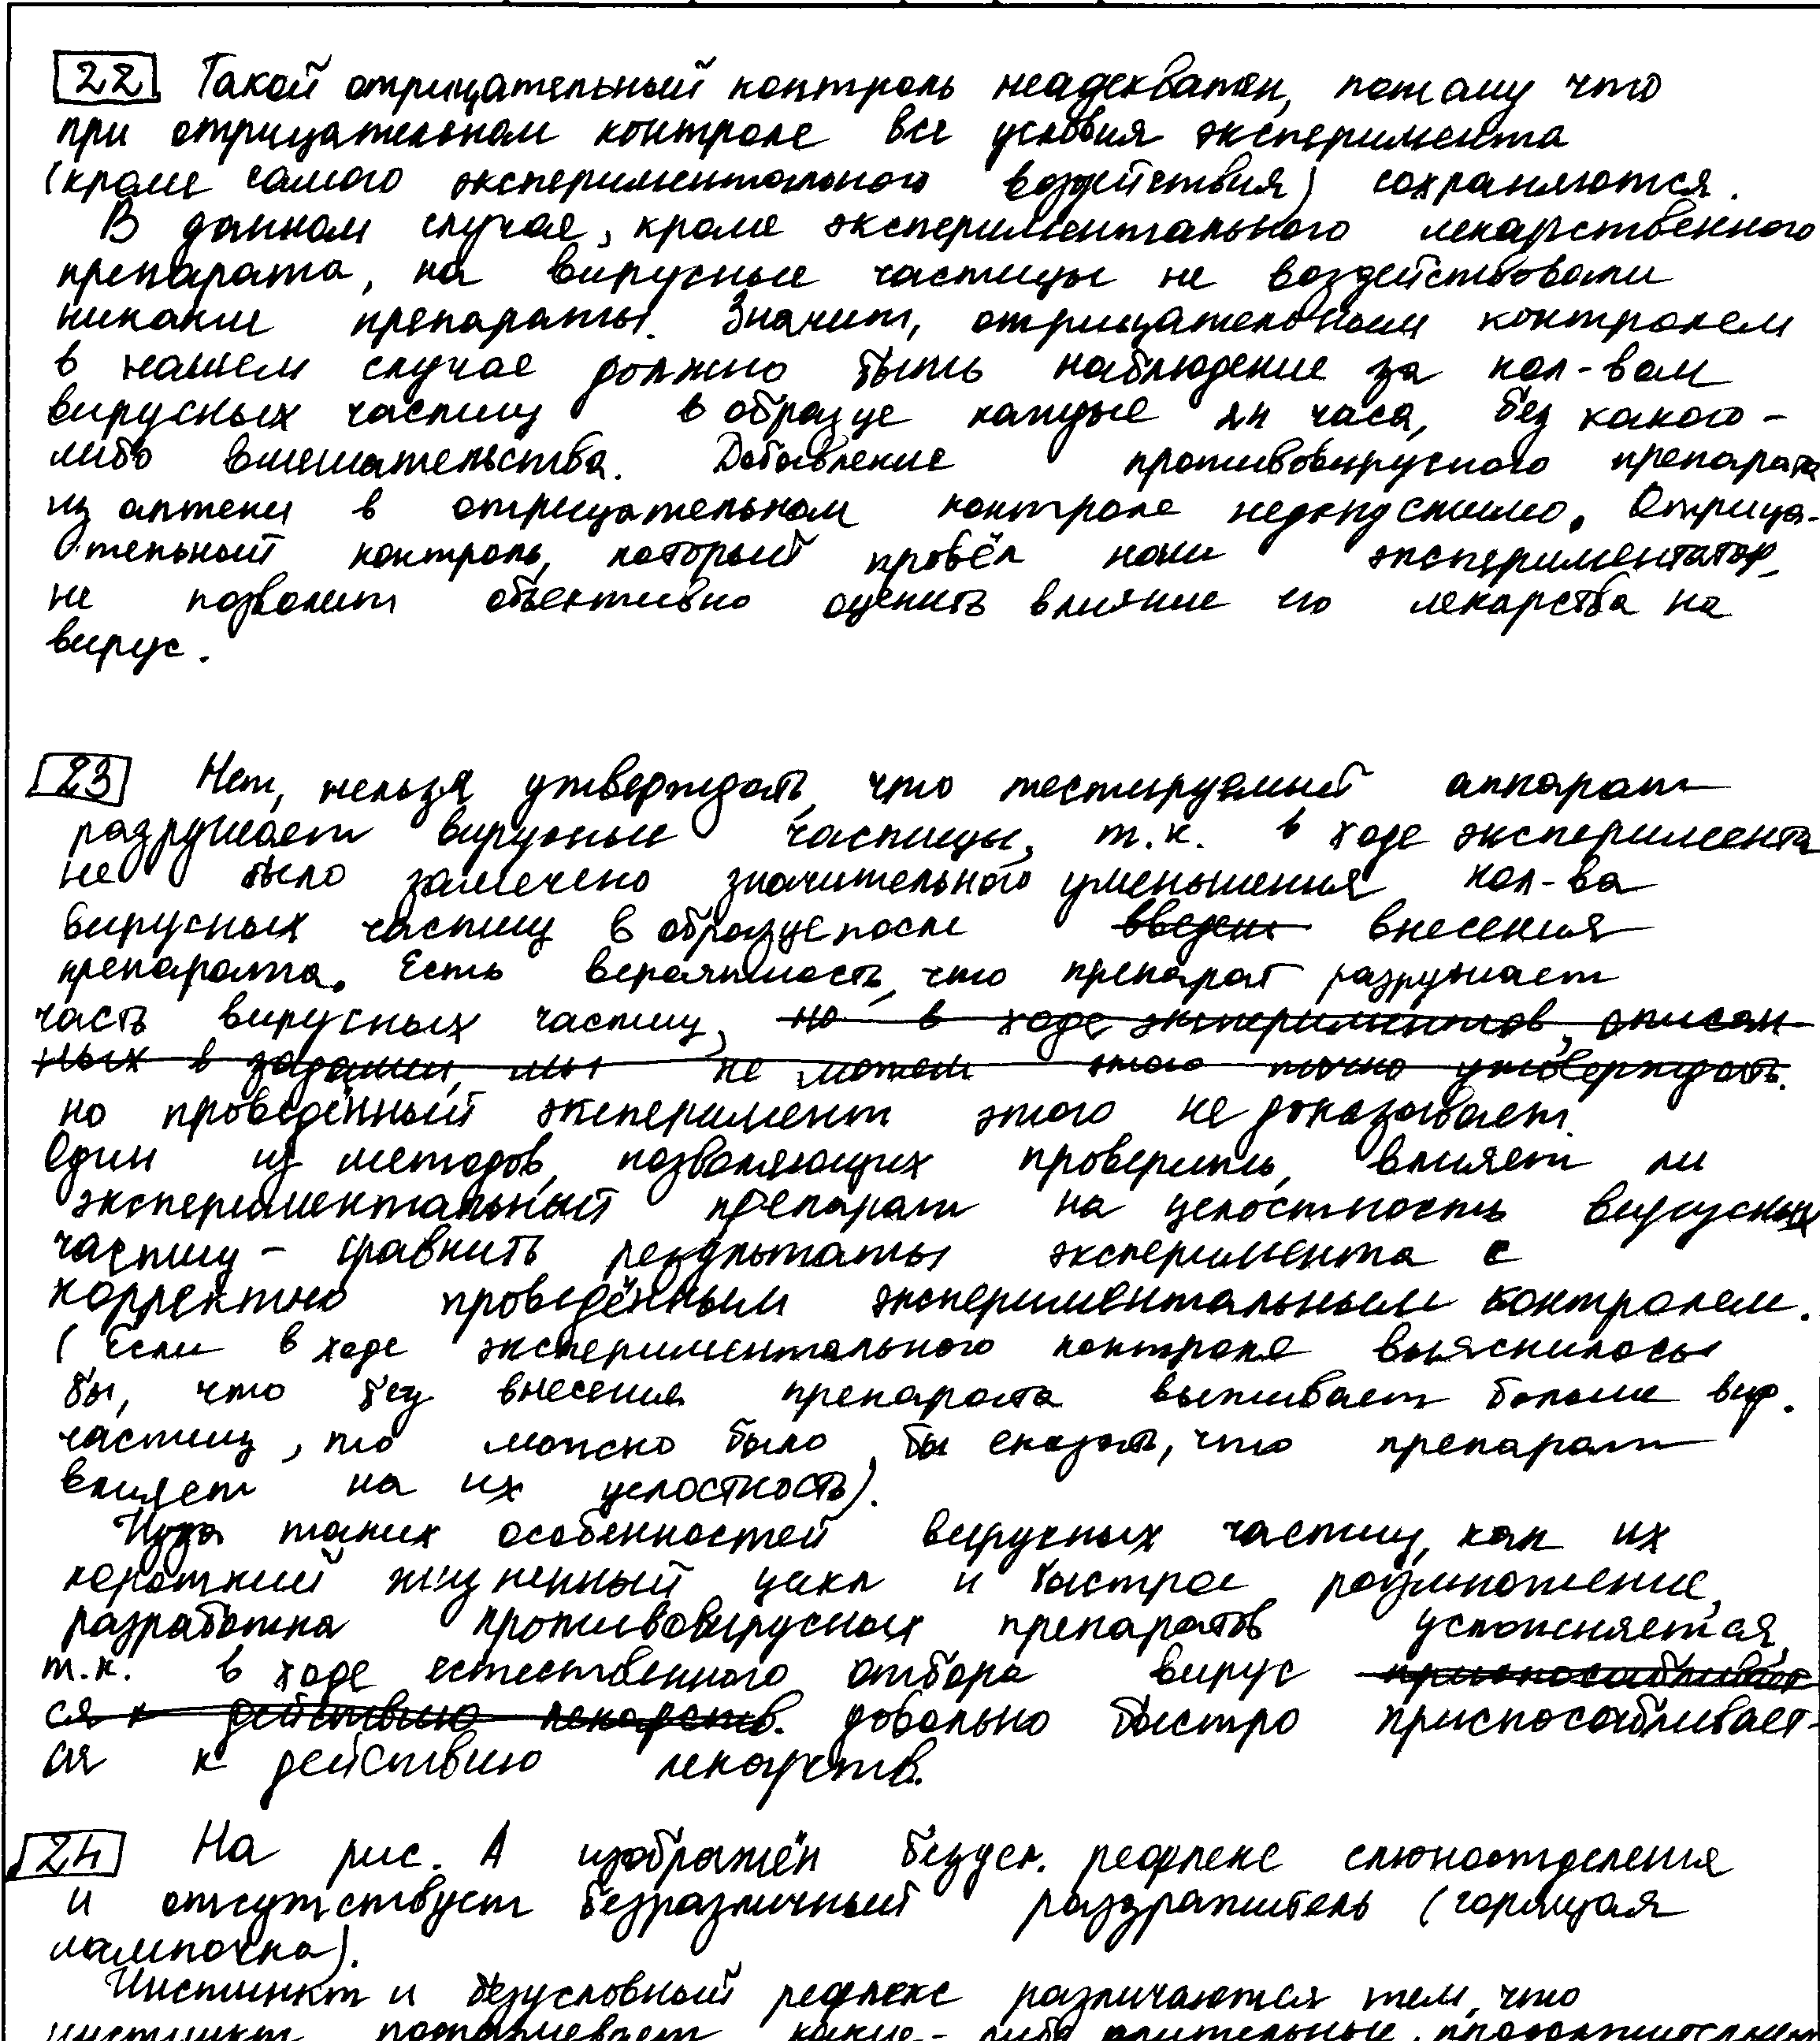 22 Такой отрицательный контроль неадекватен, потому что
при отрицательном контроле все условия эксперимента
(кроме самого экспериментального воздействия) сохраняются.
В данном случае, кроме экспериментального лекарственного
препарата, на вирусные частицы не воздействовали
никакие препараты. Значит, отрицательным контролем
в нашем случае должно быть наблюдение за кол-вом
вирусных частиц в образце каждые 24 часа, без какого-
либо вмешательства. Добавление противовирусного препарата
из аптеки в отрицательном контроле недопустимо. Отрица-
тельный контроль, который провёл наш экспериментатор,
не позволит объективно оценить влияние его лекарства на
вирус.
23 Нет, нельзя утверждать, что тестируемый аппарат
разрушает вирусные частицы, т.к. в ходе эксперимента
не было замечено значительного уменьшения кол-ва
вирусных частиц в образце после введени внесения
препарата. Есть вероятность, что препарат разрушает
часть вирусных частиц, но в ходе экспериментов, описан
ных в задании, мы не можем этого точно утверждать.
но проведённый эксперимент этого не доказывает.
Один из методов, позволяющих проверить, влияет ли
экспериментальный препарат на целостность вирусных
частиц - сравнить результаты эксперимента с
корректно проведённым экспериментальным контролем.
(Если в ходе экспериментального контроля выяснилось
бы, что без внесения препарата выживает больше вир.
частиц, то можно было бы сказать, что препарат
влияет на их целостность).
Из-за таких особенностей вирусных частиц, как их
короткий жизненный цикл и быстрое размножение,
разработка противовирусных препаратов усложняется,
т.к. в ходе естественного отбора вирус приспосабливает
ся к действию лекарств. довольно быстро приспосабливает-
ся к действию лекарств.
24 На рис. А изображён безусл. рефлекс слюноотделения
и отсутствует безразличный раздражитель (горящая
лампочка).
Инстинкт и безусловный рефлекс различаются тем, что
инстинкт какие-либо длительные,